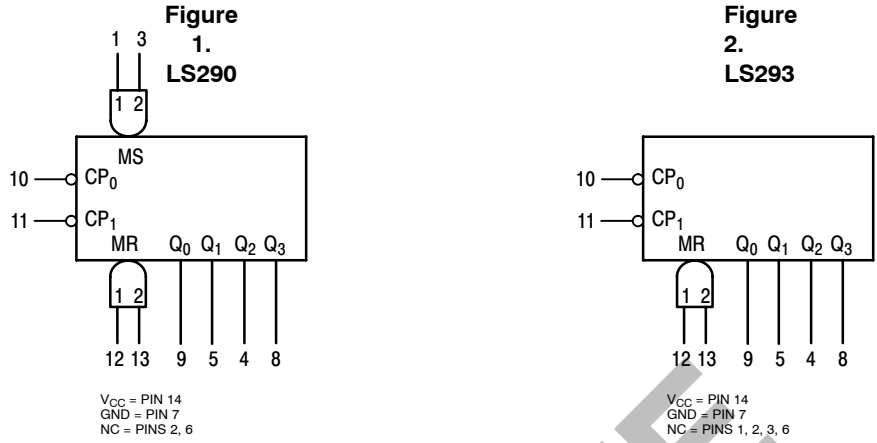 Figure
1.
LS290
1 3
1 2
MS
10 CP0
11 CP1
MR Q0 Q1 Q2 Q3
1 2
12 13 9 5 4 8
VCC = PIN 14
GND = PIN 7
NC = PINS 2, 6
Figure
2.
LS293
10 CP0
11 CP1
MR Q0 Q1 Q2 Q3
1 2
12 13 9 5 4 8
VCC = PIN 14
GND = PIN 7
NC = PINS 1, 2, 3, 6